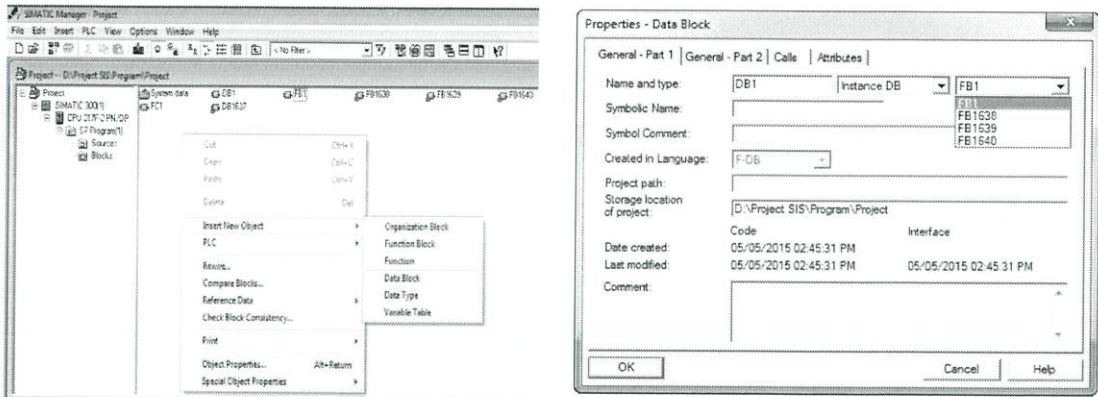 SIMATIC Manager - Project
File Edit Insert PLC View Options Window Help
< No Filter >
Project -- D:\Project SIS\Program\Project
Project
SIMATIC 300(1)
CPU 317F-2 PN/DP
S7 Program(1)
Sources
Blocks
System data DB1 FB1 FB1638 FB1639 FB1640
FC1 DB1637
Cut Ctrl+X
Copy Ctrl+C
Paste Ctrl+V
Delete Del
Insert New Object
PLC
Rewire...
Compare Blocks...
Reference Data
Check Block Consistency...
Print
Object Properties... Alt+Return
Special Object Properties
Organization Block
Function Block
Function
Data Block
Data Type
Variable Table
Properties - Data Block
General - Part 1 General - Part 2 Calls Attributes
Name and type: DB1 Instance DB FB1
FB1
FB1638
FB1639
FB1640
Symbolic Name:
Symbol Comment:
Created in Language: F-DB
Project path:
Storage location
of project: D:\Project SIS\Program\Project
Code Interface
Date created: 05/05/2015 02:45:31 PM
Last modified: 05/05/2015 02:45:31 PM 05/05/2015 02:45:31 PM
Comment:
OK Cancel Help